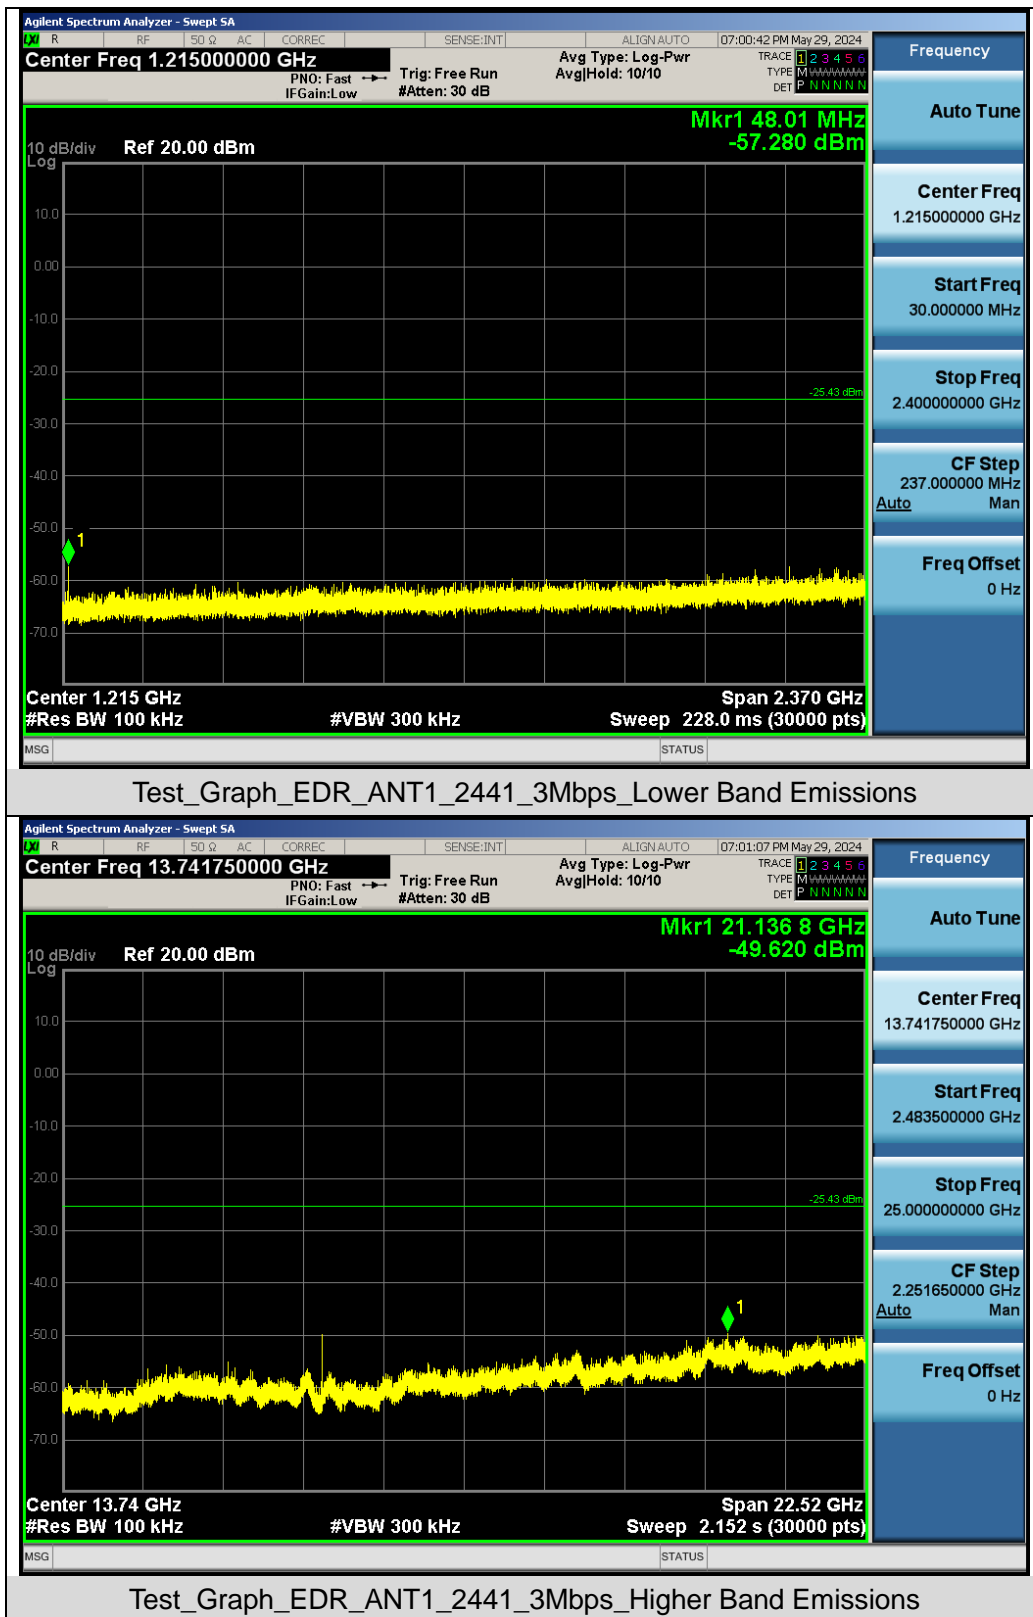 Agilent Spectrum Analyzer - Swept SA
LXI R RF 50 Ω AC CORREC SENSE:INT ALIGN AUTO 07:00:42 PM May 29, 2024
Center Freq 1.215000000 GHz Avg Type: Log-Pwr TRACE 1 2 3 4 5 6
PNO: Fast Trig: Free Run Avg|Hold: 10/10 TYPE M WWWWW
IFGain:Low #Atten: 30 dB DET P N N N N N
Frequency
Auto Tune
Mkr1 48.01 MHz
10 dB/div Ref 20.00 dBm -57.280 dBm
Log
10.0
0.00
-10.0
-20.0
-25.43 dBm
-30.0
-40.0
-50.0
1
-60.0
-70.0
Center Freq
1.215000000 GHz
Start Freq
30.000000 MHz
Stop Freq
2.400000000 GHz
CF Step
237.000000 MHz
Auto Man
Freq Offset
0 Hz
Center 1.215 GHz Span 2.370 GHz
#Res BW 100 kHz #VBW 300 kHz Sweep 228.0 ms (30000 pts)
MSG STATUS
Test_Graph_EDR_ANT1_2441_3Mbps_Lower Band Emissions
Agilent Spectrum Analyzer - Swept SA
LXI R RF 50 Ω AC CORREC SENSE:INT ALIGN AUTO 07:01:07 PM May 29, 2024
Center Freq 13.741750000 GHz Avg Type: Log-Pwr TRACE 1 2 3 4 5 6
PNO: Fast Trig: Free Run Avg|Hold: 10/10 TYPE M WWWWW
IFGain:Low #Atten: 30 dB DET P N N N N N
Frequency
Auto Tune
Mkr1 21.136 8 GHz
10 dB/div Ref 20.00 dBm -49.620 dBm
Log
10.0
0.00
-10.0
-20.0
-25.43 dBm
-30.0
-40.0
1
-50.0
-60.0
-70.0
Center Freq
13.741750000 GHz
Start Freq
2.483500000 GHz
Stop Freq
25.000000000 GHz
CF Step
2.251650000 GHz
Auto Man
Freq Offset
0 Hz
Center 13.74 GHz Span 22.52 GHz
#Res BW 100 kHz #VBW 300 kHz Sweep 2.152 s (30000 pts)
MSG STATUS
Test_Graph_EDR_ANT1_2441_3Mbps_Higher Band Emissions